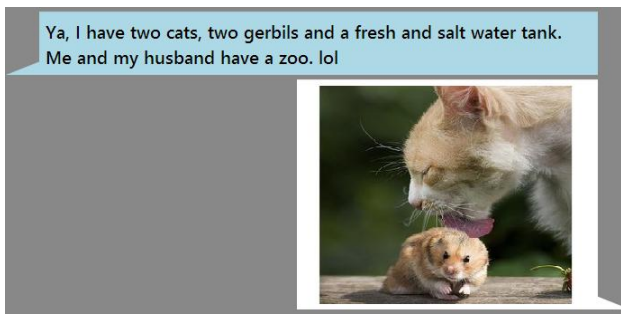 Ya, I have two cats, two gerbils and a fresh and salt water tank.
Me and my husband have a zoo. lol